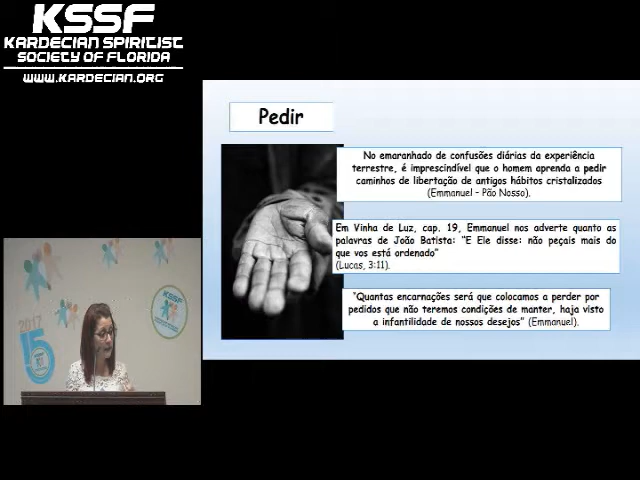 KSSF
KARDECIAN SPIRITIST
SOCIETY OF FLORIDA
WWW.KARDECIAN.ORG
Pedir
No emaranhado de confusões diárias da experiência
terrestre, é imprescindível que o homem aprenda a pedir
caminhos de libertação de antigos hábitos cristalizados
(Emmanuel – Pão Nosso).
Em Vinha de Luz, cap. 19, Emmanuel nos adverte quanto as
palavras de João Batista: "E Ele disse: não peçais mais do
que vos está ordenado"
(Lucas, 3:11).
"Quantas encarnações será que colocamos a perder por
pedidos que não teremos condições de manter, haja visto
a infantilidade de nossos desejos" (Emmanuel).
KSSF
2017
15